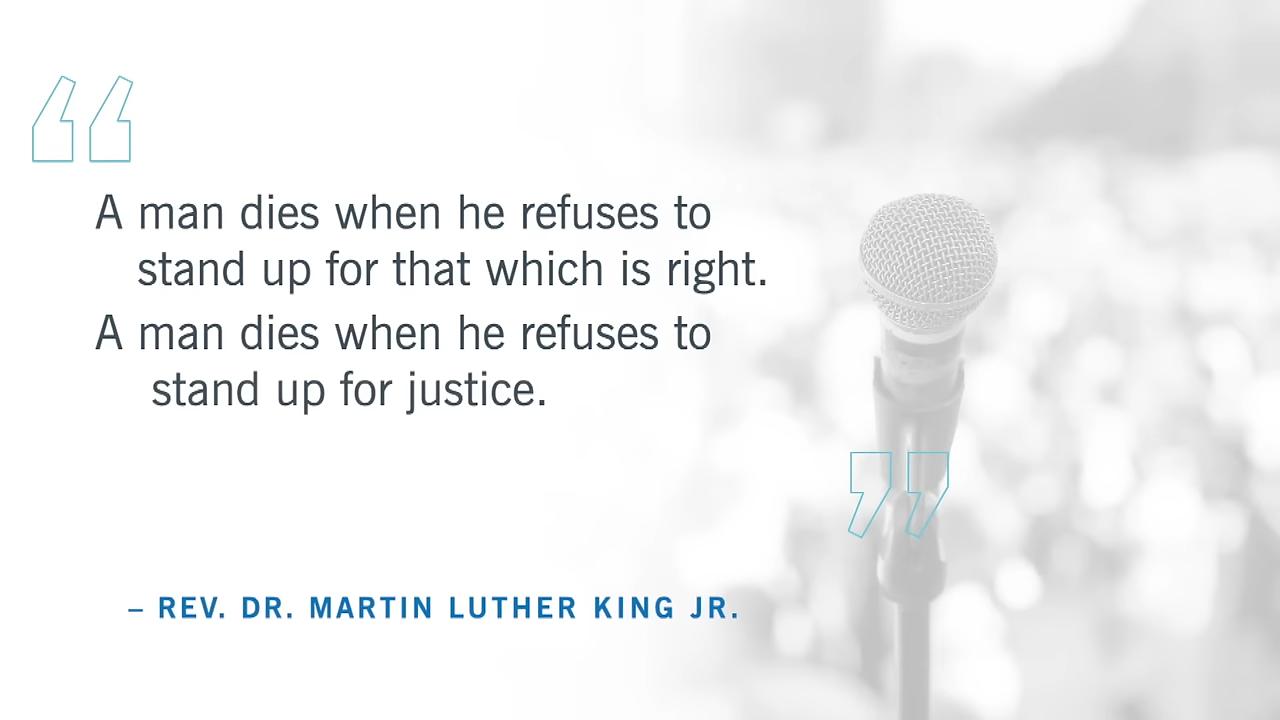 “
A man dies when he refuses to
stand up for that which is right.
A man dies when he refuses to
stand up for justice.
”
– REV. DR. MARTIN LUTHER KING JR.